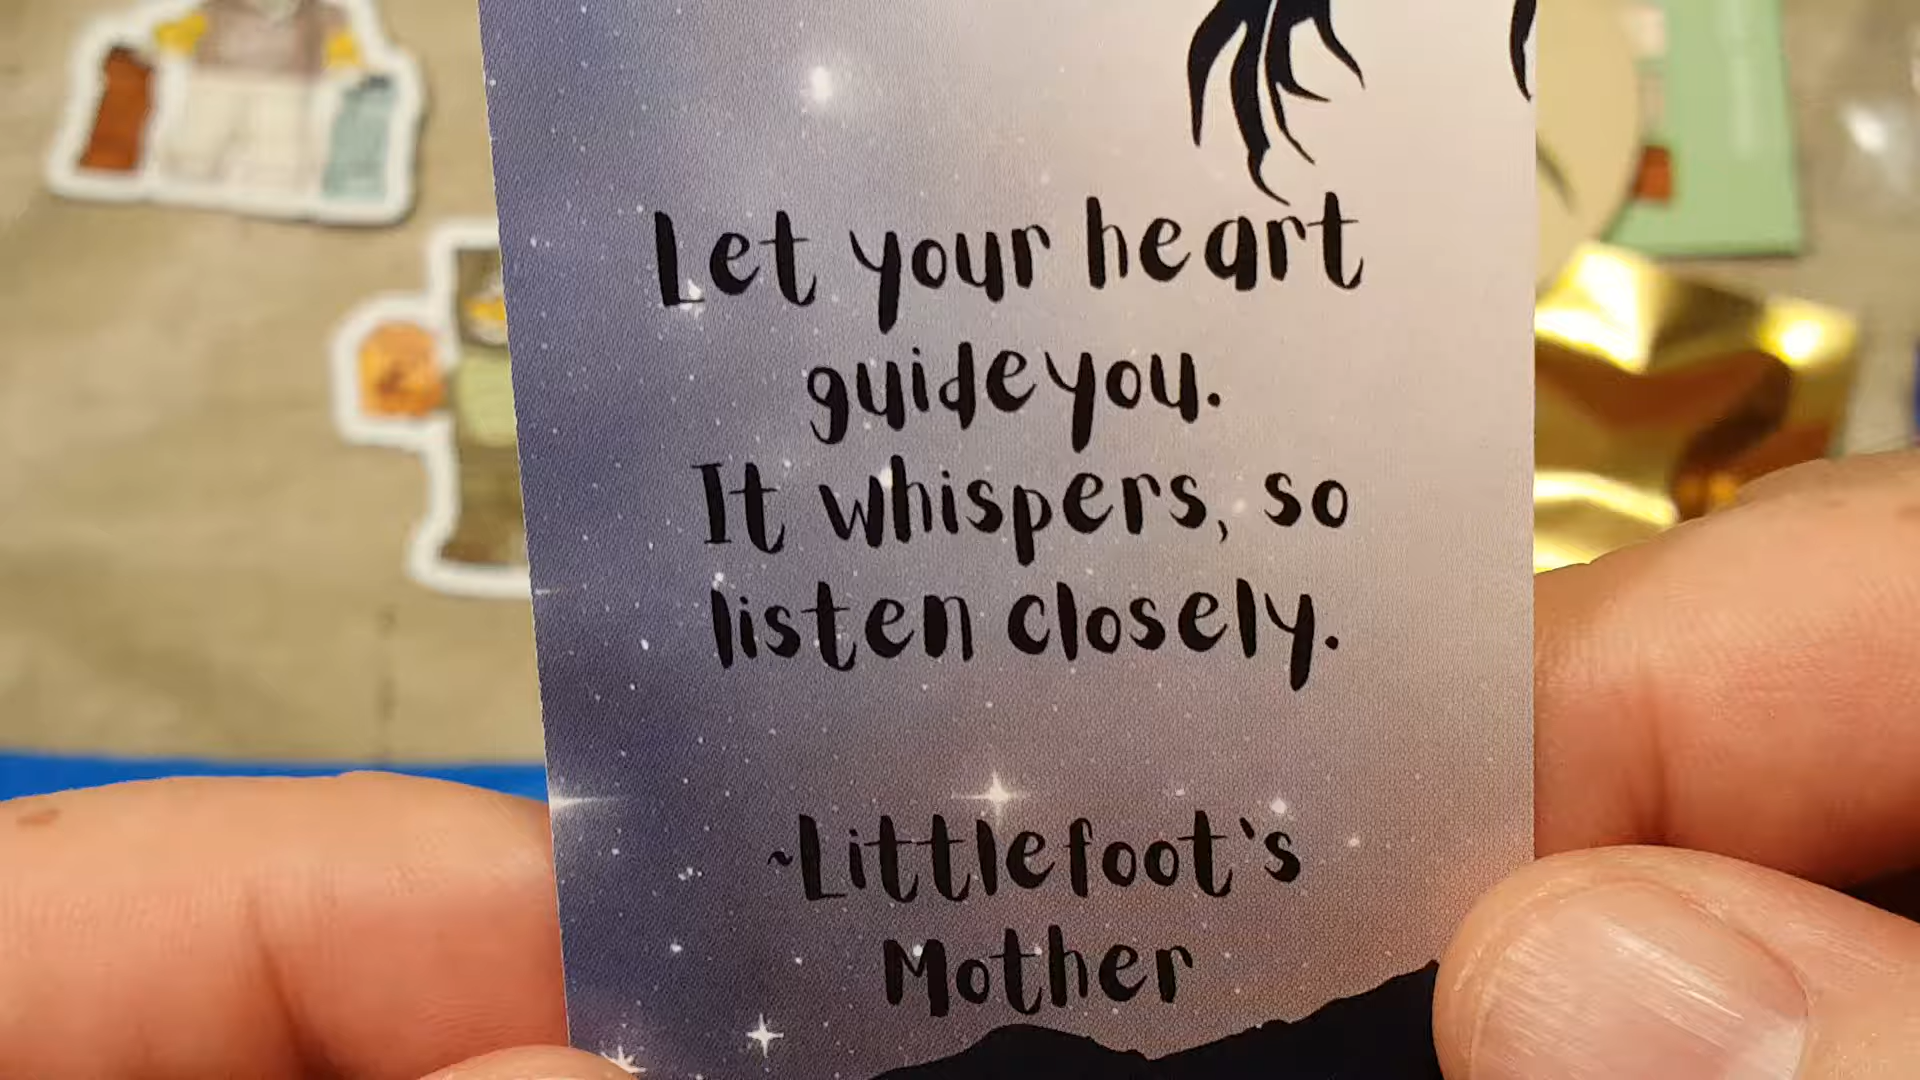 Let your heart
guide you.
It whispers, so
listen closely.
~Littlefoot's
Mother